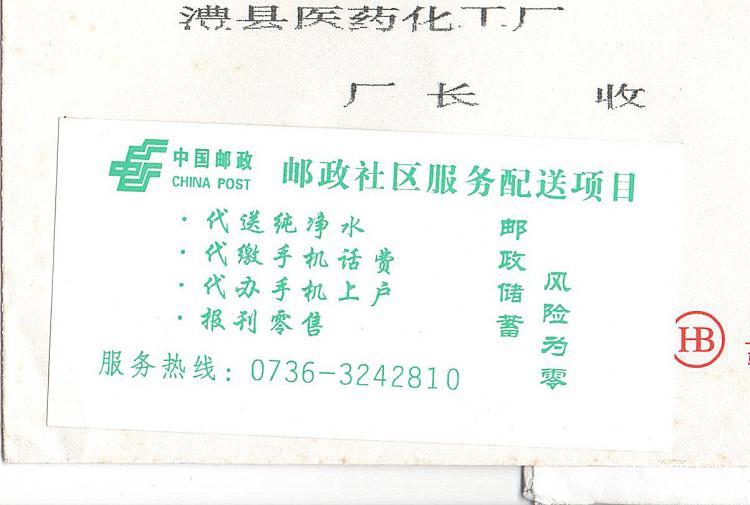 澧县医药化工厂
厂长 收
中国邮政
CHINA POST
邮政社区服务配送项目
·代送纯净水
·代缴手机话费
·代办手机上户
·报刊零售
邮政储蓄
风险为零
服务热线：0736-3242810
HB